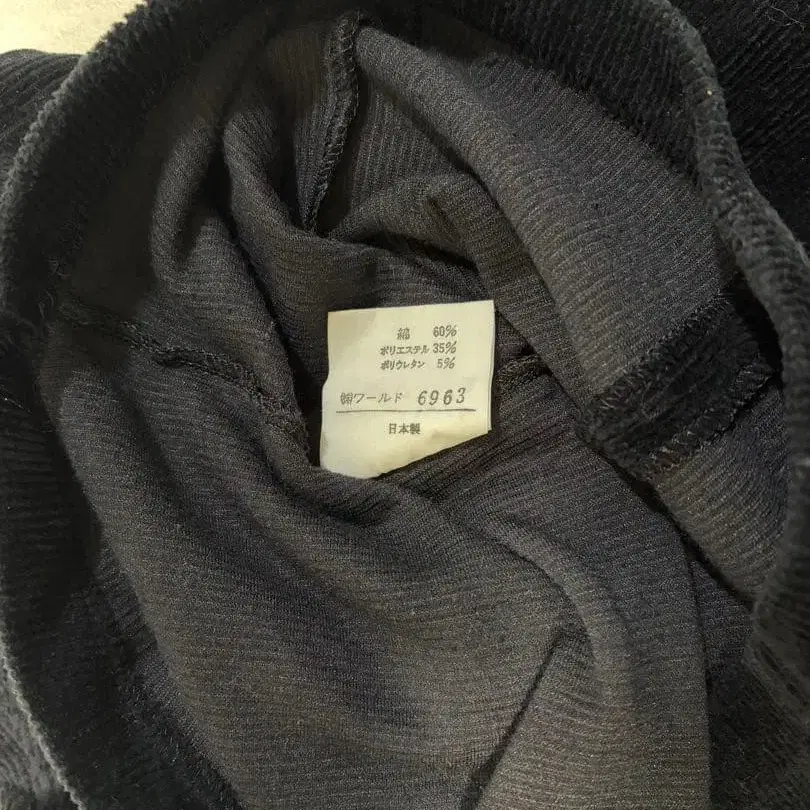 綿 60%
ポリエステル 35%
ポリウレタン 5%
㈱ワールド 6963
日本製